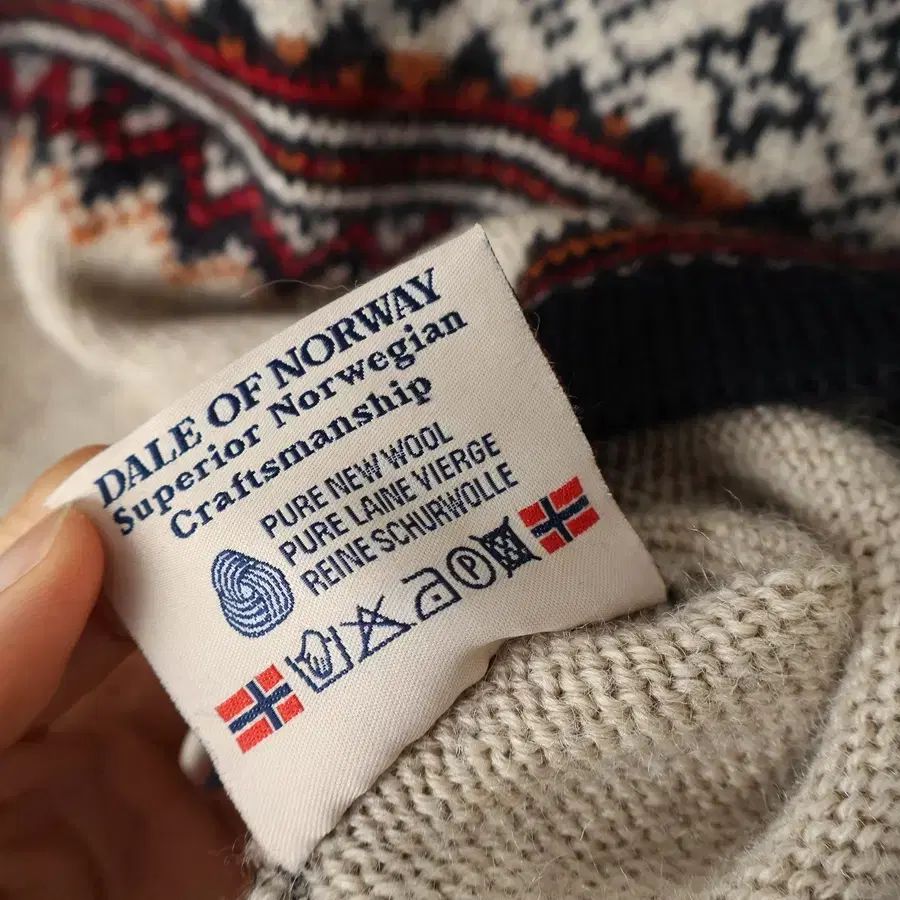 DALE OF NORWAY
Superior Norwegian
Craftsmanship
PURE NEW WOOL
PURE LAINE VIERGE
REINE SCHURWOLLE
P